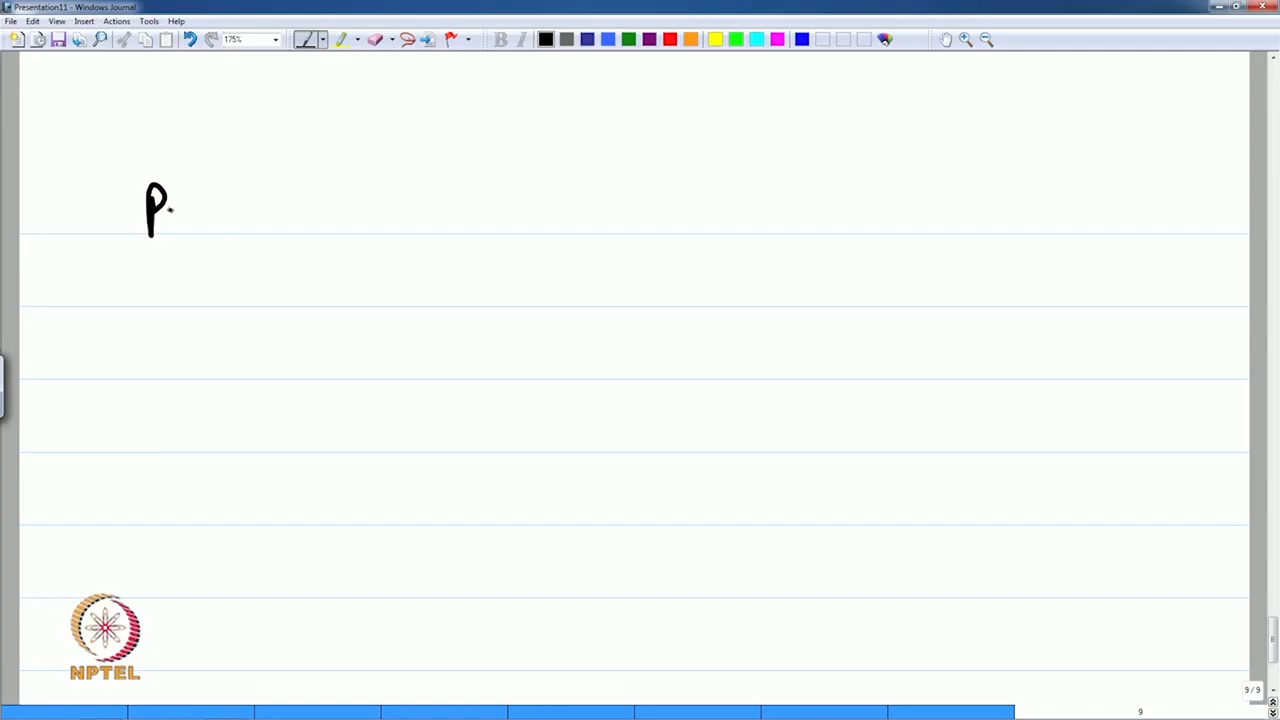 Presentation11 - Windows Journal
File Edit View Insert Actions Tools Help
175%
B I
P
NPTEL
9 / 9
9